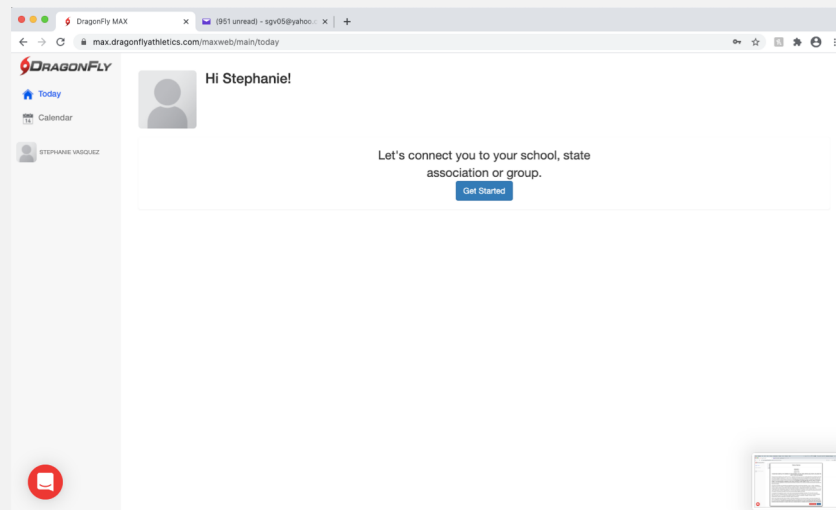 DragonFly MAX
(951 unread) - sgv05@yahoo.c
max.dragonflyathletics.com/maxweb/main/today
DRAGONFLY
Hi Stephanie!
Today
14
Calendar
STEPHANIE VASQUEZ
Let's connect you to your school, state
association or group.
Get Started